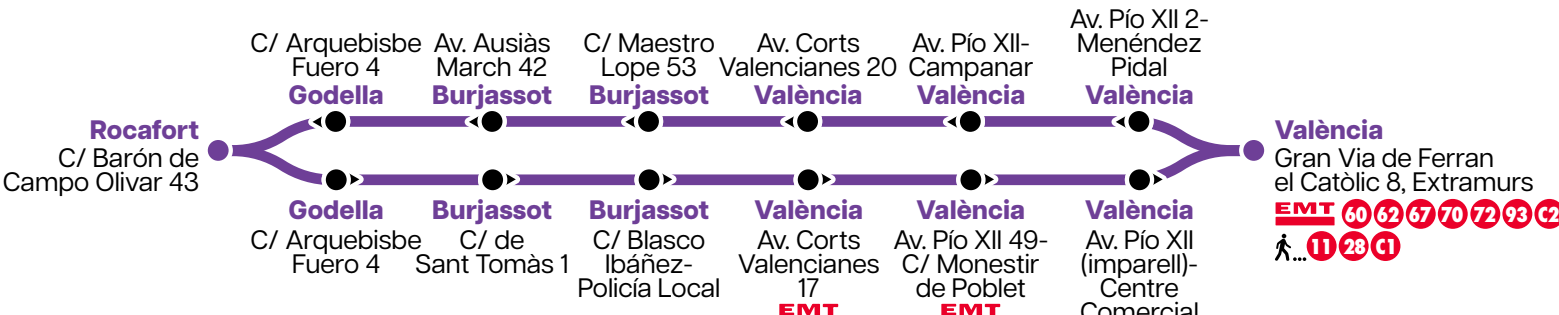 C/ Arquebisbe
Fuero 4
Godella
Av. Ausiàs
March 42
Burjassot
C/ Maestro
Lope 53
Burjassot
Av. Corts
Valencianes 20
València
Av. Pío XII-
Campanar
València
Av. Pío XII 2-
Menéndez
Pidal
València
Rocafort
C/ Barón de
Campo Olivar 43
València
Gran Via de Ferran
el Catòlic 8, Extramurs
EMT 60 62 67 70 72 93 C2
... 11 28 C1
Godella
C/ Arquebisbe
Fuero 4
Burjassot
C/ de
Sant Tomàs 1
Burjassot
C/ Blasco
Ibáñez-
Policía Local
València
Av. Corts
Valencianes
17
EMT
València
Av. Pío XII 49-
C/ Monestir
de Poblet
EMT
València
Av. Pío XII
(imparell)-
Centre
Comercial